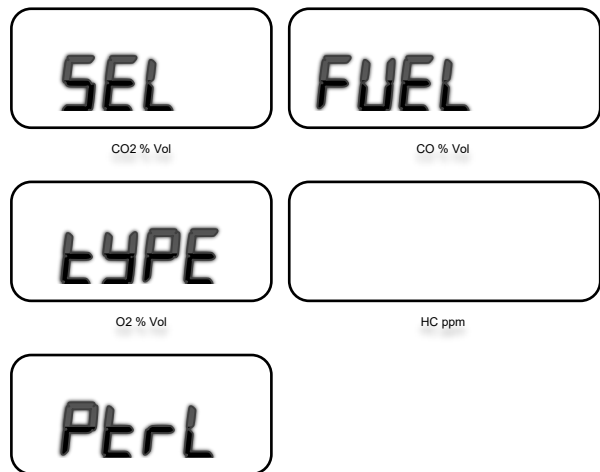 SEL FUEL
CO2 % Vol CO % Vol
tYPE
O2 % Vol HC ppm
PtrL